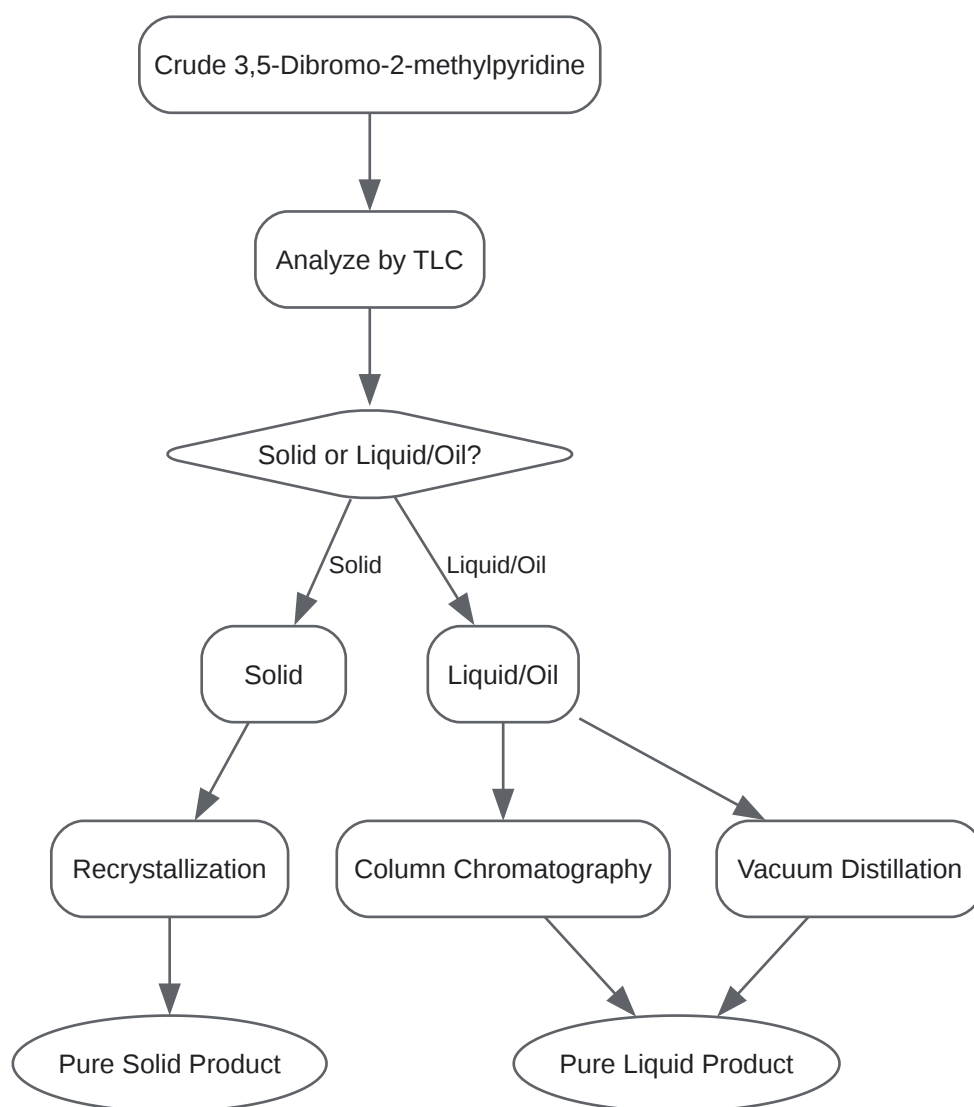 Crude 3,5-Dibromo-2-methylpyridine
Analyze by TLC
Solid or Liquid/Oil?
Solid
Liquid/Oil
Solid
Liquid/Oil
Recrystallization
Column Chromatography
Vacuum Distillation
Pure Solid Product
Pure Liquid Product